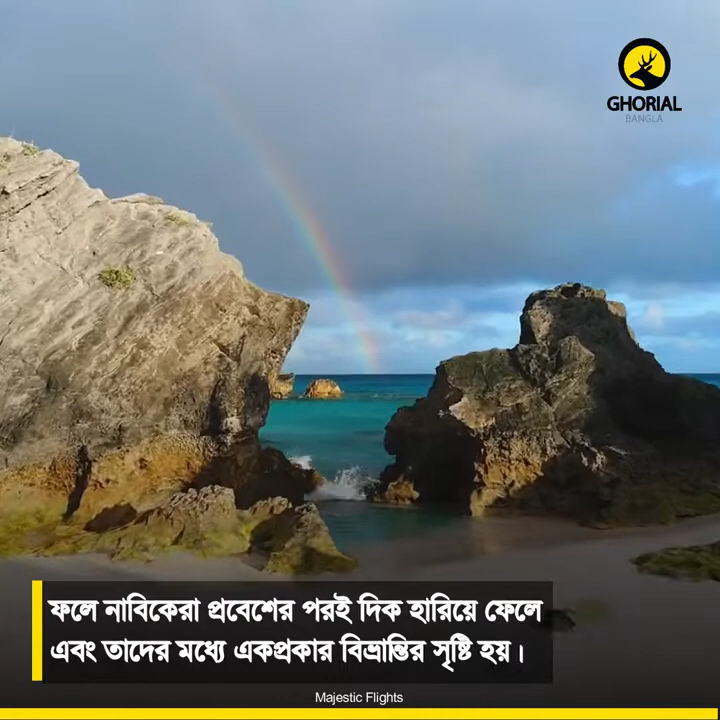 GHORIAL
BANGLA
ফলে নাবিকেরা প্রবেশের পরই দিক হারিয়ে ফেলে
এবং তাদের মধ্যে একপ্রকার বিভ্রান্তির সৃষ্টি হয়।
Majestic Flights